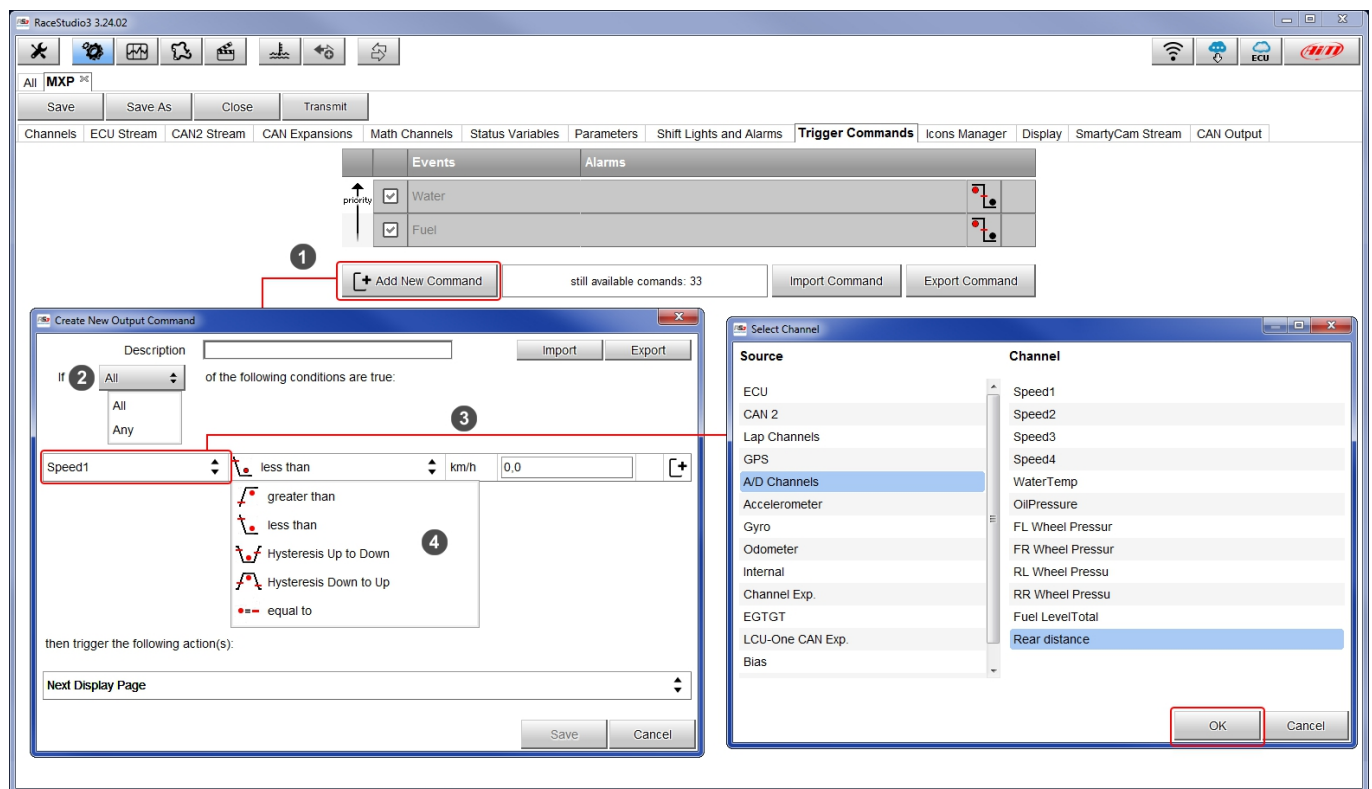 RaceStudio3 3.24.02
ECU
AiM
All MXP
Save Save As Close Transmit
Channels ECU Stream CAN2 Stream CAN Expansions Math Channels Status Variables Parameters Shift Lights and Alarms Trigger Commands Icons Manager Display SmartyCam Stream CAN Output
Events Alarms
priority
Water
Fuel
1
Add New Command still available comands: 33 Import Command Export Command
Create New Output Command
Description Import Export
If 2 All of the following conditions are true:
All
Any
3
Speed1 less than km/h 0,0
greater than
less than
4
Hysteresis Up to Down
Hysteresis Down to Up
equal to
then trigger the following action(s):
Next Display Page
Save Cancel
Select Channel
Source Channel
ECU Speed1
CAN 2 Speed2
Lap Channels Speed3
GPS Speed4
A/D Channels WaterTemp
Accelerometer OilPressure
Gyro FL Wheel Pressur
Odometer FR Wheel Pressur
Internal RL Wheel Pressu
Channel Exp. RR Wheel Pressu
EGTGT Fuel LevelTotal
LCU-One CAN Exp. Rear distance
Bias
OK Cancel